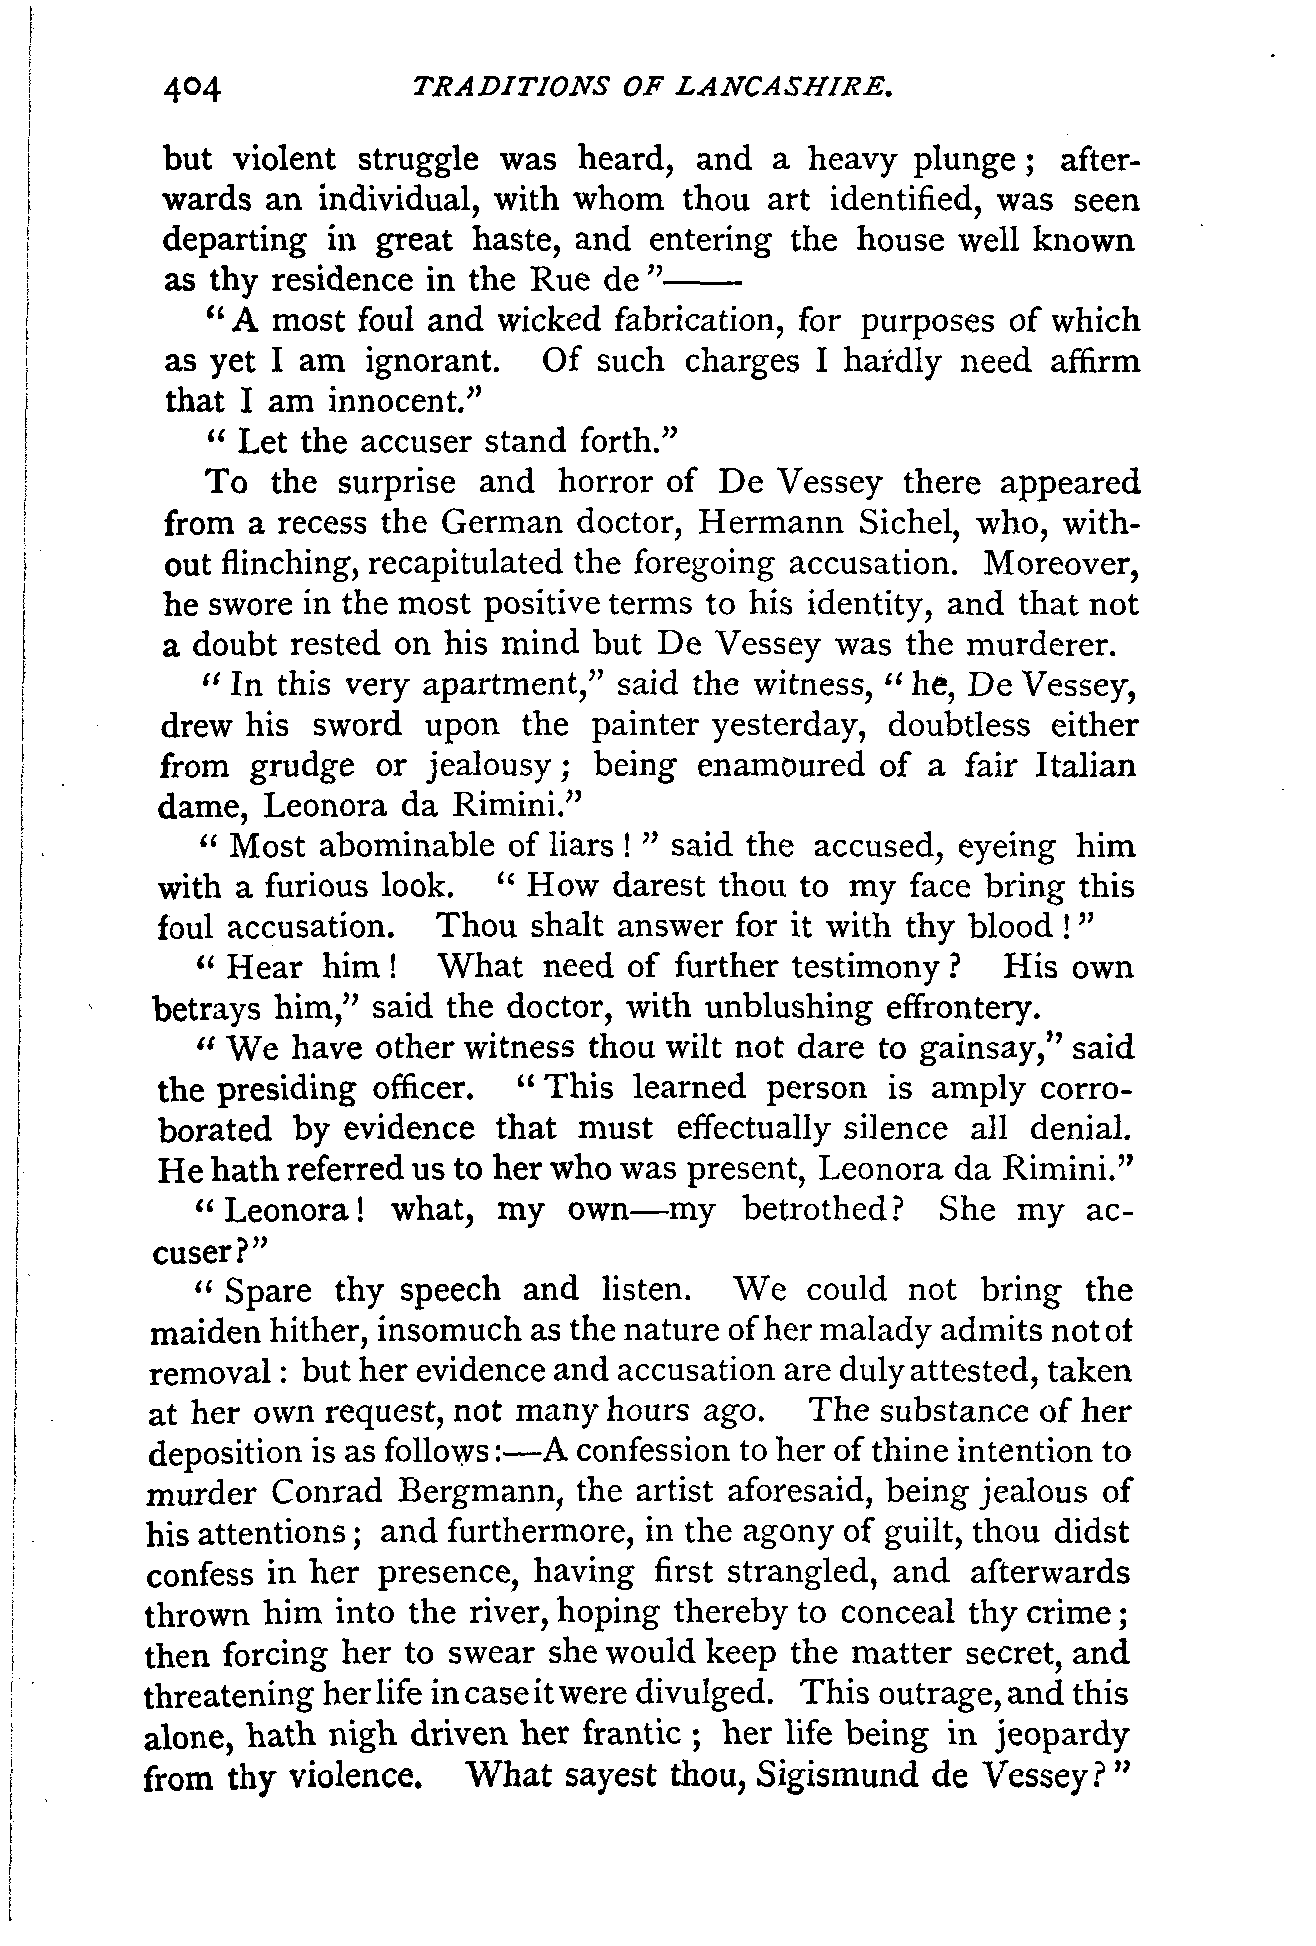 404 TRADITIONS OF LANCASHIRE.
but violent struggle was heard, and a heavy plunge ; after-
wards an individual, with whom thou art identified, was seen
departing in great haste, and entering the house well known
as thy residence in the Rue de "——
" A most foul and wicked fabrication, for purposes of which
as yet I am ignorant. Of such charges I hardly need affirm
that I am innocent."
" Let the accuser stand forth."
To the surprise and horror of De Vessey there appeared
from a recess the German doctor, Hermann Sichel, who, with-
out flinching, recapitulated the foregoing accusation. Moreover,
he swore in the most positive terms to his identity, and that not
a doubt rested on his mind but De Vessey was the murderer.
" In this very apartment," said the witness, " he, De Vessey,
drew his sword upon the painter yesterday, doubtless either
from grudge or jealousy ; being enamoured of a fair Italian
dame, Leonora da Rimini."
" Most abominable of liars ! " said the accused, eyeing him
with a furious look. " How darest thou to my face bring this
foul accusation. Thou shalt answer for it with thy blood ! "
" Hear him ! What need of further testimony ? His own
betrays him," said the doctor, with unblushing effrontery.
" We have other witness thou wilt not dare to gainsay," said
the presiding officer. " This learned person is amply corro-
borated by evidence that must effectually silence all denial.
He hath referred us to her who was present, Leonora da Rimini."
" Leonora ! what, my own—my betrothed ? She my ac-
cuser ? "
" Spare thy speech and listen. We could not bring the
maiden hither, insomuch as the nature of her malady admits not of
removal : but her evidence and accusation are duly attested, taken
at her own request, not many hours ago. The substance of her
deposition is as follows :—A confession to her of thine intention to
murder Conrad Bergmann, the artist aforesaid, being jealous of
his attentions ; and furthermore, in the agony of guilt, thou didst
confess in her presence, having first strangled, and afterwards
thrown him into the river, hoping thereby to conceal thy crime ;
then forcing her to swear she would keep the matter secret, and
threatening her life in case it were divulged. This outrage, and this
alone, hath nigh driven her frantic ; her life being in jeopardy
from thy violence. What sayest thou, Sigismund de Vessey ? "